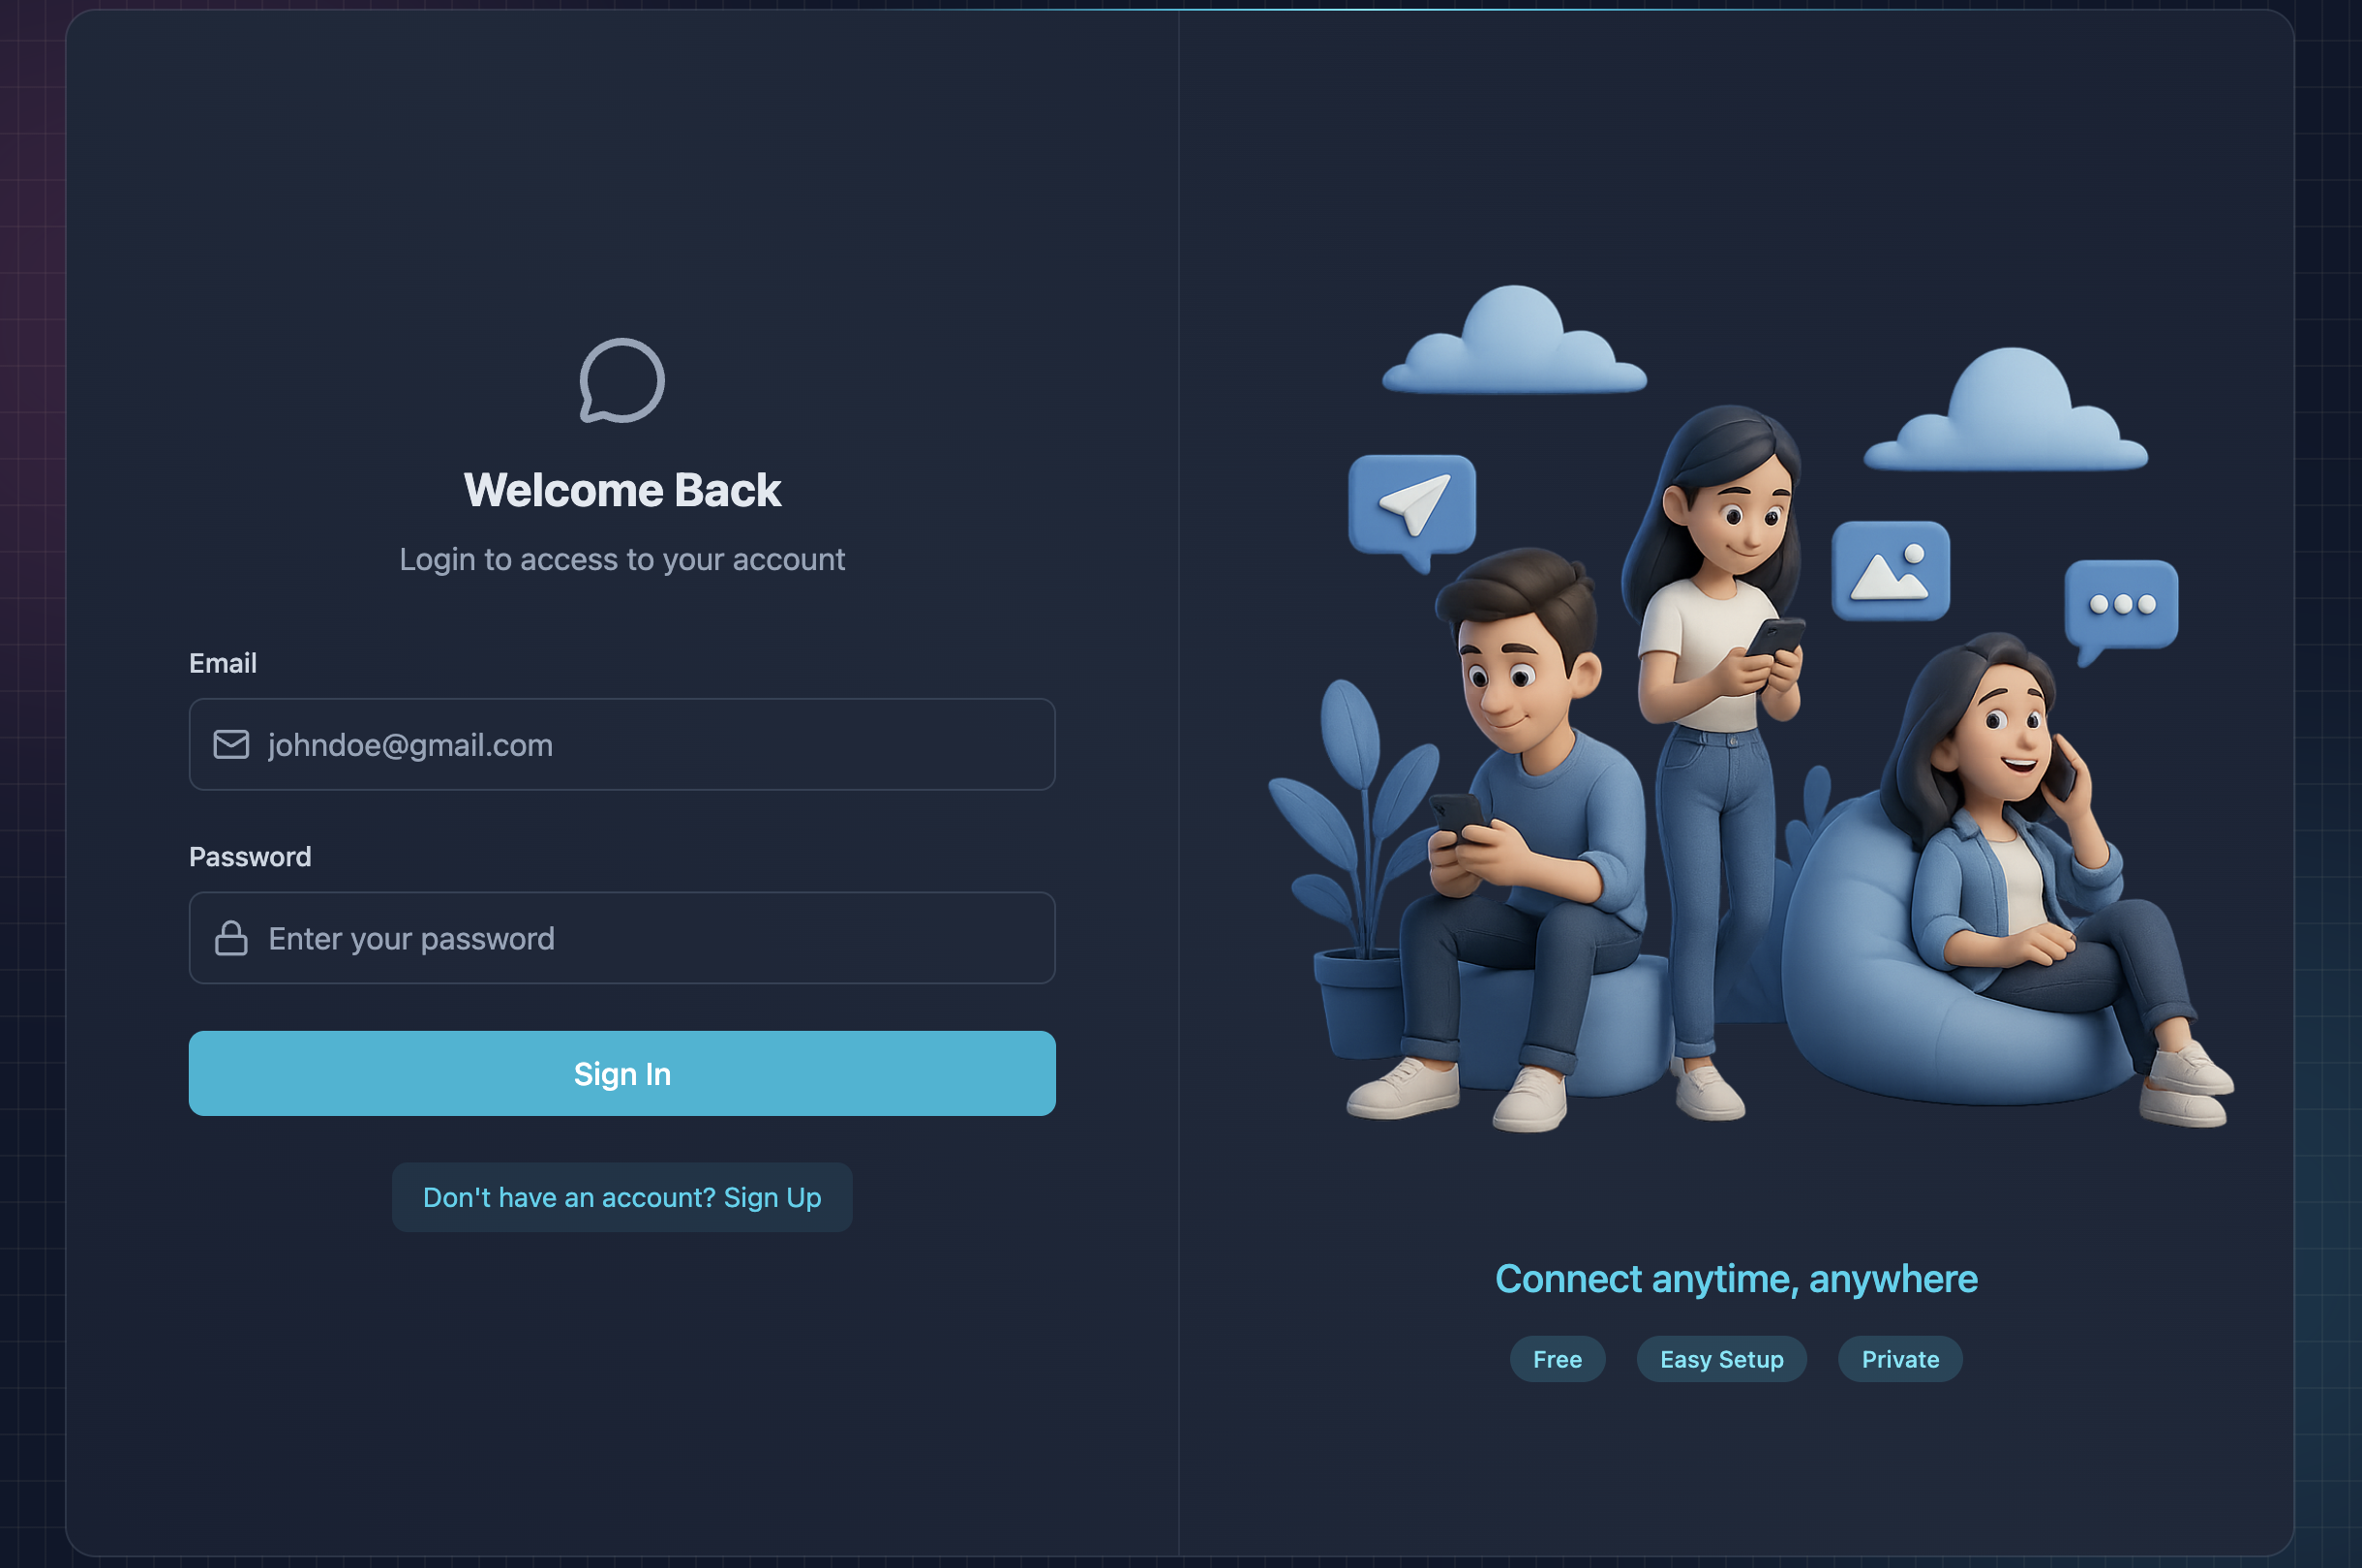 Welcome Back
Login to access to your account
Email
johndoe@gmail.com
Password
Enter your password
Sign In
Don't have an account? Sign Up
Connect anytime, anywhere
Free
Easy Setup
Private